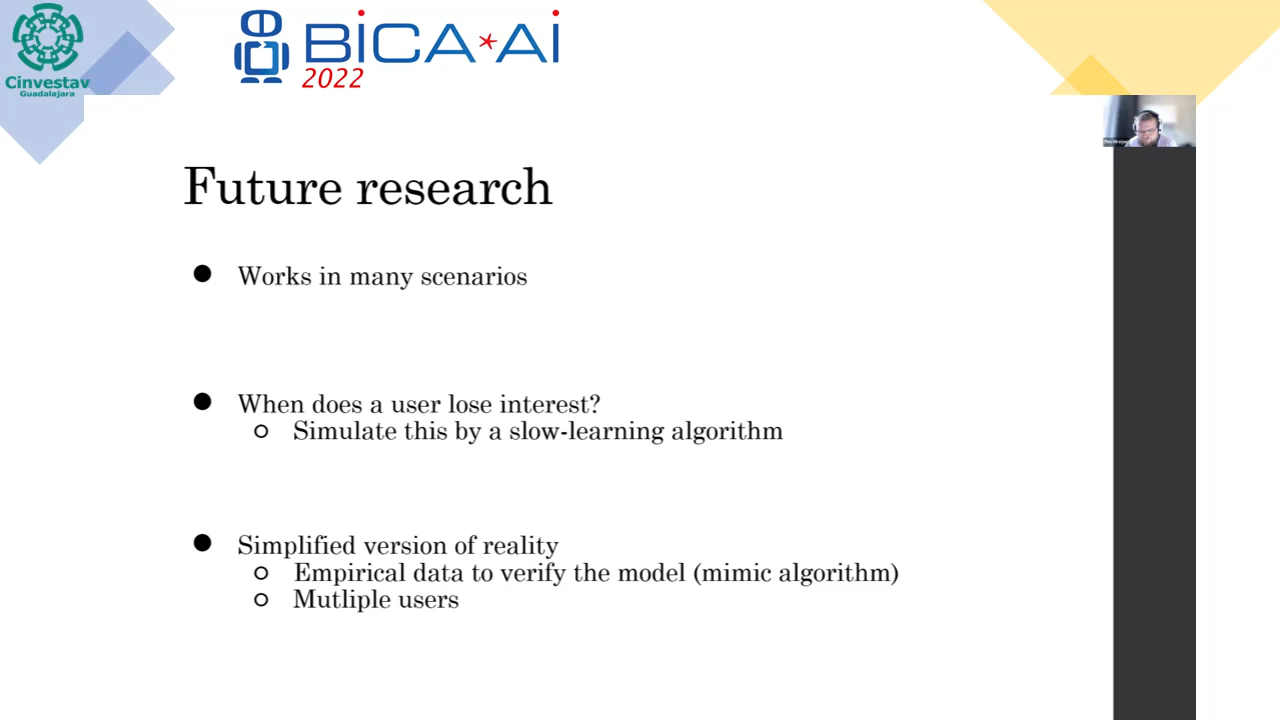 Cinvestav
Guadalajara
BiCA*Ai
2022
Future research
Works in many scenarios
When does a user lose interest?
Simulate this by a slow-learning algorithm
Simplified version of reality
Empirical data to verify the model (mimic algorithm)
Mutliple users